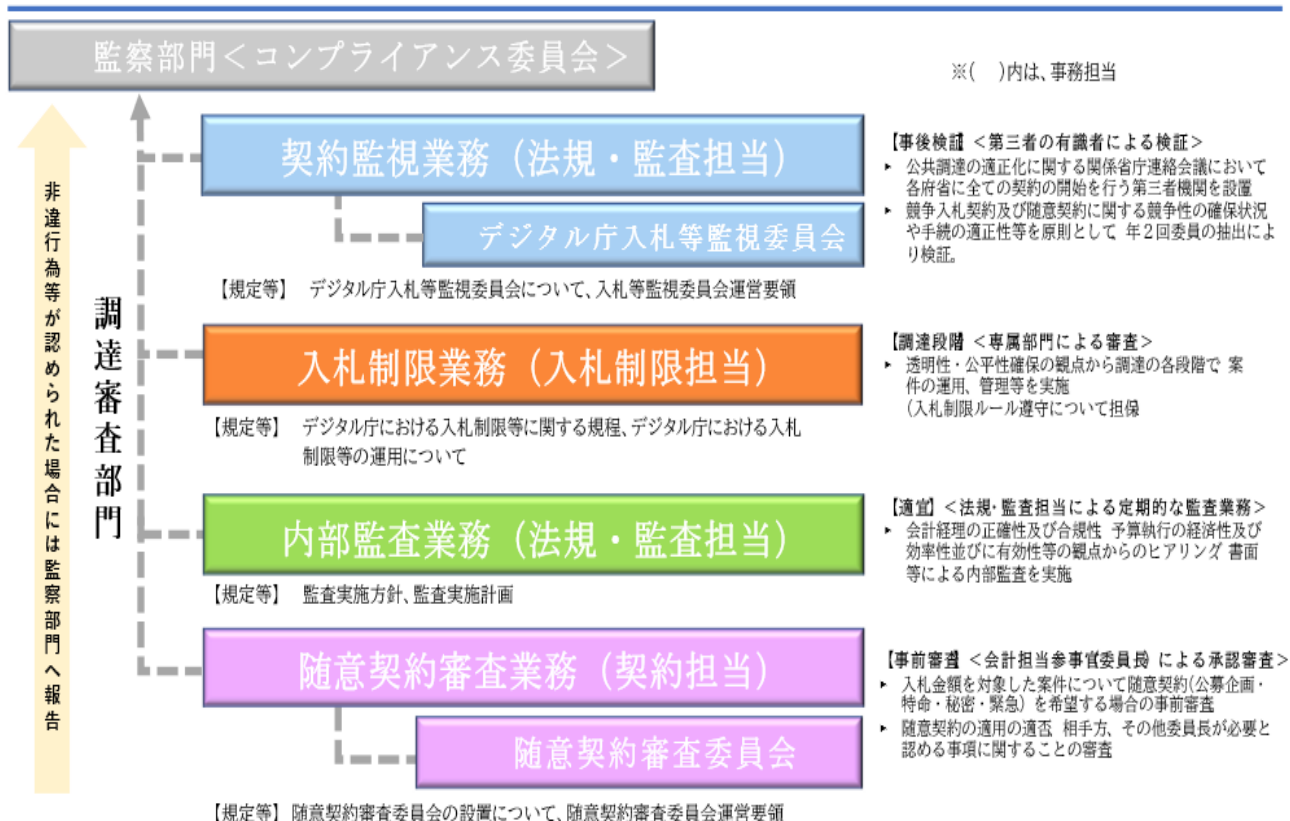 監察部門＜コンプライアンス委員会＞
※(　)内は、事務担当
非違行為等が認められた場合には監察部門へ報告
調達審査部門
契約監視業務（法規・監査担当）
デジタル庁入札等監視委員会
【規定等】　デジタル庁入札等監視委員会について、入札等監視委員会運営要領
【事後検証】＜第三者の有識者による検証＞
▸ 公共調達の適正化に関する関係省庁連絡会議において
各府省に全ての契約の開始を行う第三者機関を設置
▸ 競争入札契約及び随意契約に関する競争性の確保状況
や手続の適正性等を原則として 年２回委員の抽出によ
り検証。
入札制限業務（入札制限担当）
【規定等】　デジタル庁における入札制限等に関する規程、デジタル庁における入札
制限等の運用について
【調達段階】＜専属部門による審査＞
▸ 透明性・公平性確保の観点から調達の各段階で 案
件の運用、管理等を実施
(入札制限ルール遵守について担保
内部監査業務（法規・監査担当）
【規定等】　監査実施方針、監査実施計画
【適宜】＜法規・監査担当による定期的な監査業務＞
▸ 会計経理の正確性及び合規性 予算執行の経済性及び
効率性並びに有効性等の観点からのヒアリング 書面
等による内部監査を実施
随意契約審査業務（契約担当）
随意契約審査委員会
【規定等】随意契約審査委員会の設置について、随意契約審査委員会運営要領
【事前審査】＜会計担当参事官(委員長)による承認審査＞
▸ 入札金額を対象した案件について随意契約(公募企画・
特命・秘密・緊急）を希望する場合の事前審査
▸ 随意契約の適用の適否 相手方、その他委員長が必要と
認める事項に関することの審査